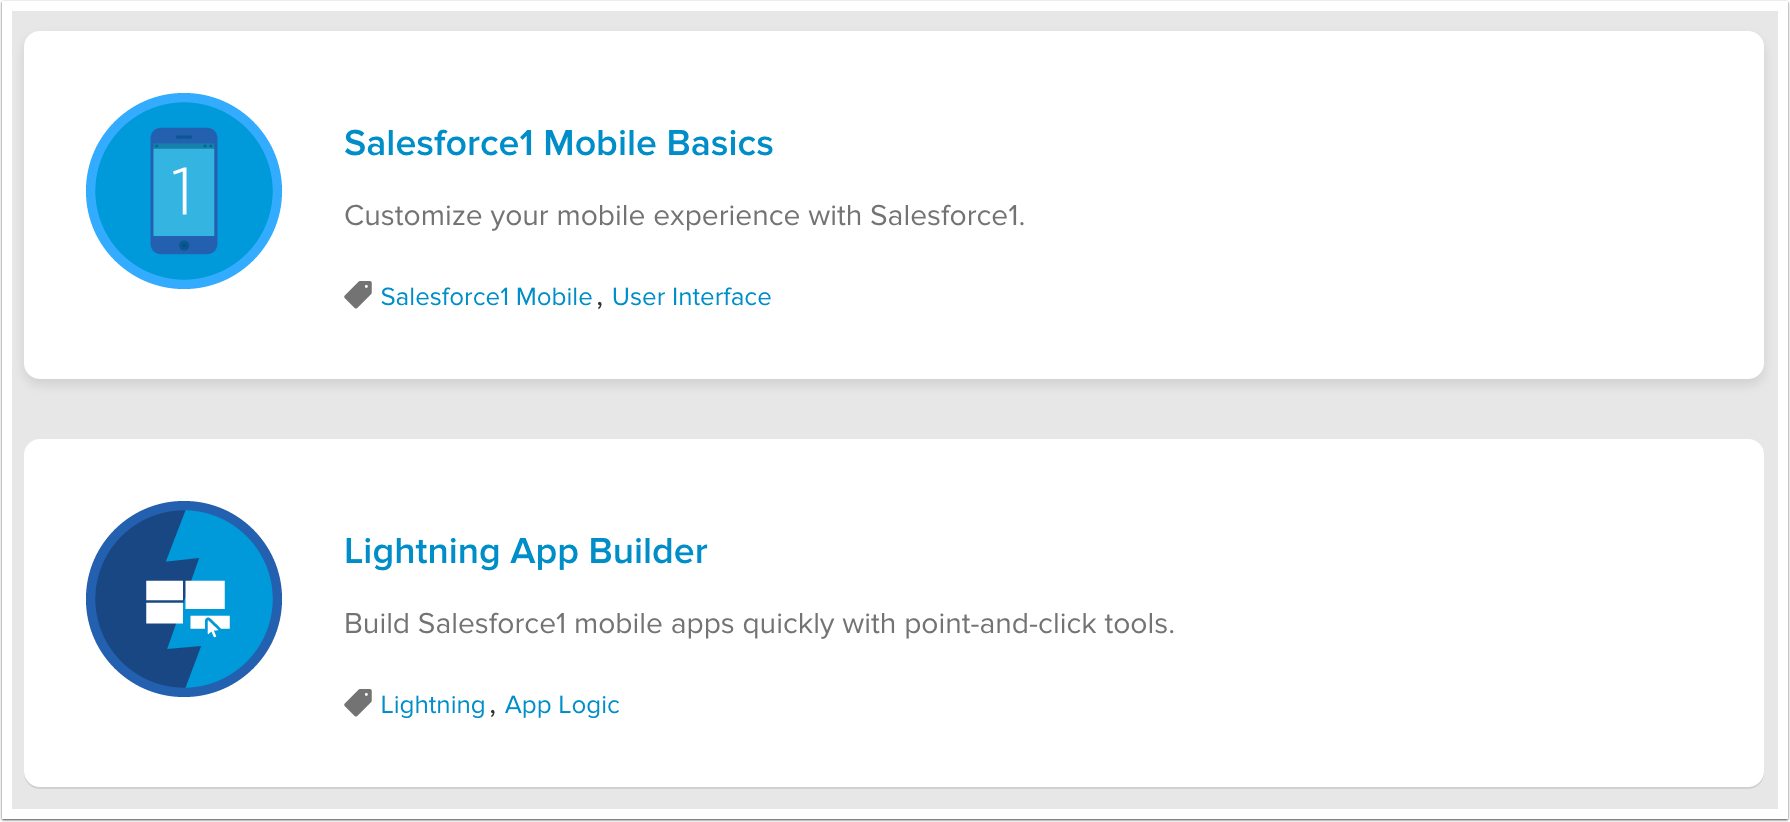 1
Salesforce1 Mobile Basics
Customize your mobile experience with Salesforce1.
Salesforce1 Mobile, User Interface
Lightning App Builder
Build Salesforce1 mobile apps quickly with point-and-click tools.
Lightning, App Logic